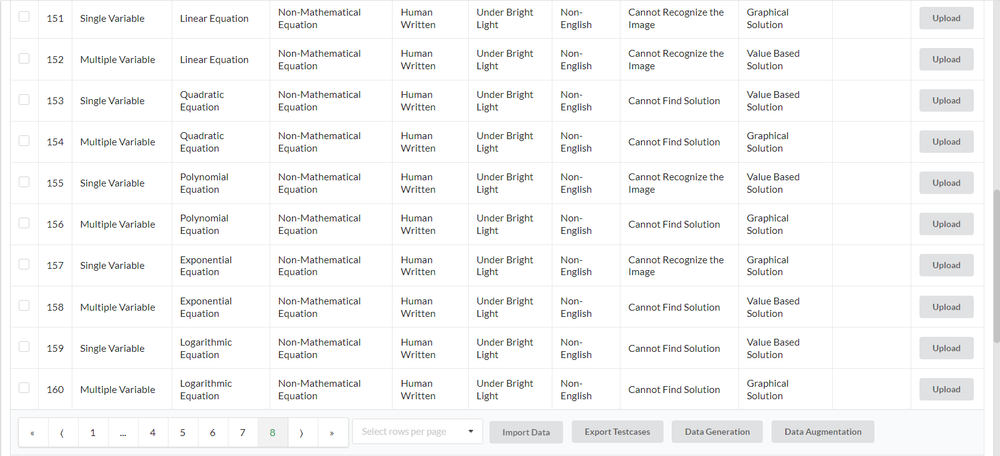 151 Single Variable Linear Equation Non-Mathematical Equation Human Written Under Bright Light Non-English Cannot Recognize the Image Graphical Solution Upload
152 Multiple Variable Linear Equation Non-Mathematical Equation Human Written Under Bright Light Non-English Cannot Recognize the Image Value Based Solution Upload
153 Single Variable Quadratic Equation Non-Mathematical Equation Human Written Under Bright Light Non-English Cannot Find Solution Value Based Solution Upload
154 Multiple Variable Quadratic Equation Non-Mathematical Equation Human Written Under Bright Light Non-English Cannot Find Solution Graphical Solution Upload
155 Single Variable Polynomial Equation Non-Mathematical Equation Human Written Under Bright Light Non-English Cannot Recognize the Image Value Based Solution Upload
156 Multiple Variable Polynomial Equation Non-Mathematical Equation Human Written Under Bright Light Non-English Cannot Find Solution Graphical Solution Upload
157 Single Variable Exponential Equation Non-Mathematical Equation Human Written Under Bright Light Non-English Cannot Recognize the Image Graphical Solution Upload
158 Multiple Variable Exponential Equation Non-Mathematical Equation Human Written Under Bright Light Non-English Cannot Find Solution Value Based Solution Upload
159 Single Variable Logarithmic Equation Non-Mathematical Equation Human Written Under Bright Light Non-English Cannot Find Solution Value Based Solution Upload
160 Multiple Variable Logarithmic Equation Non-Mathematical Equation Human Written Under Bright Light Non-English Cannot Find Solution Graphical Solution Upload
« ⟨ 1 ... 4 5 6 7 8 ⟩ » Select rows per page Import Data Export Testcases Data Generation Data Augmentation